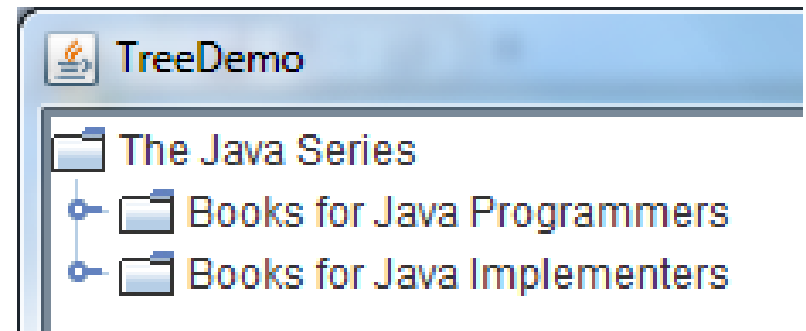 TreeDemo
The Java Series
Books for Java Programmers
Books for Java Implementers